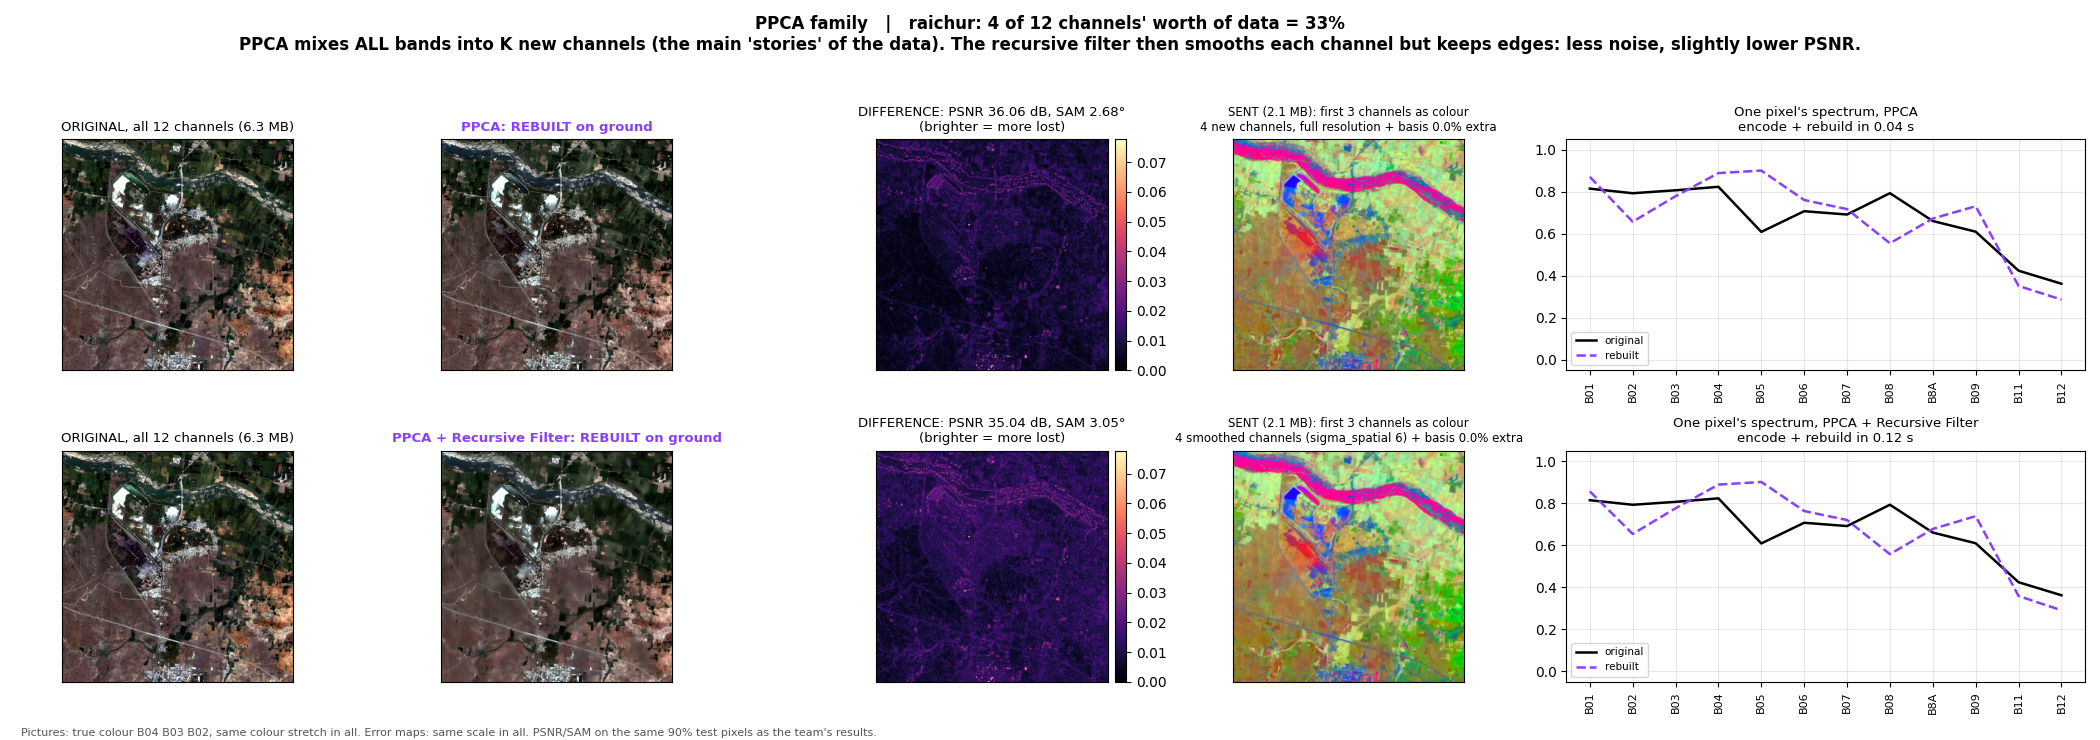 PPCA family | raichur: 4 of 12 channels' worth of data = 33%
PPCA mixes ALL bands into K new channels (the main 'stories' of the data). The recursive filter then smooths each channel but keeps edges: less noise, slightly lower PSNR.
ORIGINAL, all 12 channels (6.3 MB)
PPCA: REBUILT on ground
DIFFERENCE: PSNR 36.06 dB, SAM 2.68°
(brighter = more lost)
0.07
0.06
0.05
0.04
0.03
0.02
0.01
0.00
SENT (2.1 MB): first 3 channels as colour
4 new channels, full resolution + basis 0.0% extra
One pixel's spectrum, PPCA
encode + rebuild in 0.04 s
1.0
0.8
0.6
0.4
0.2
0.0
original
rebuilt
B01 B02 B03 B04 B05 B06 B07 B08 B8A B09 B11 B12
ORIGINAL, all 12 channels (6.3 MB)
PPCA + Recursive Filter: REBUILT on ground
DIFFERENCE: PSNR 35.04 dB, SAM 3.05°
(brighter = more lost)
0.07
0.06
0.05
0.04
0.03
0.02
0.01
0.00
SENT (2.1 MB): first 3 channels as colour
4 smoothed channels (sigma_spatial 6) + basis 0.0% extra
One pixel's spectrum, PPCA + Recursive Filter
encode + rebuild in 0.12 s
1.0
0.8
0.6
0.4
0.2
0.0
original
rebuilt
B01 B02 B03 B04 B05 B06 B07 B08 B8A B09 B11 B12
Pictures: true colour B04 B03 B02, same colour stretch in all. Error maps: same scale in all. PSNR/SAM on the same 90% test pixels as the team's results.